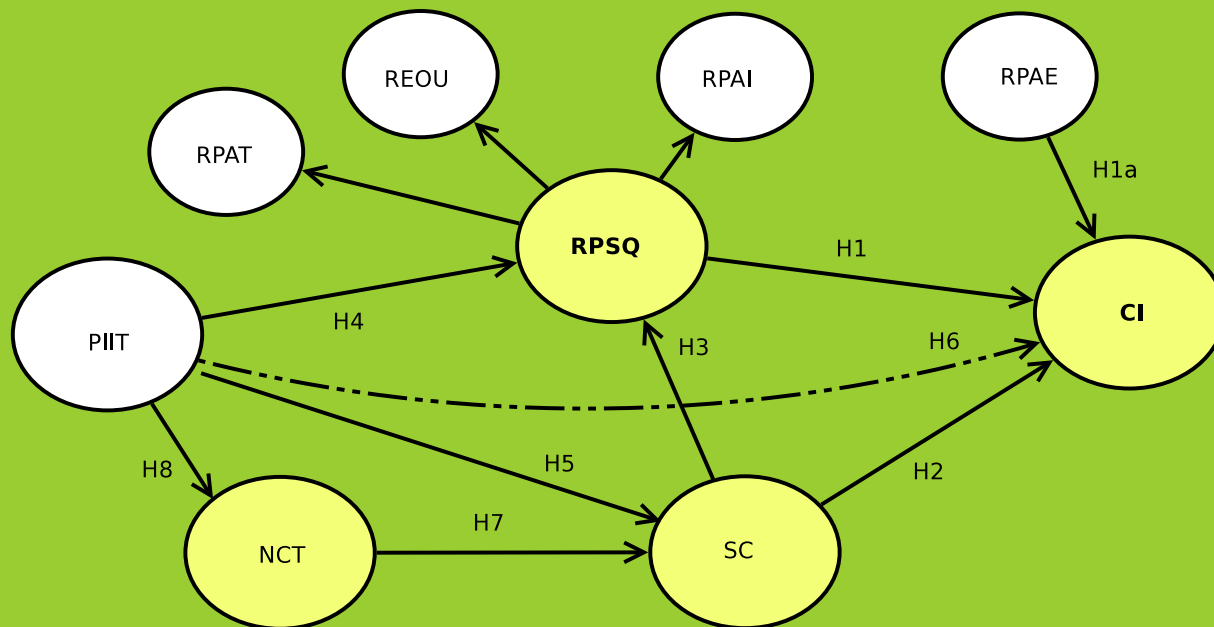 REOU
RPAI
RPAE
RPAT
H1a
RPSQ
H1
CI
H4
H3
H6
PIIT
H8
H5
H2
H7
NCT
SC